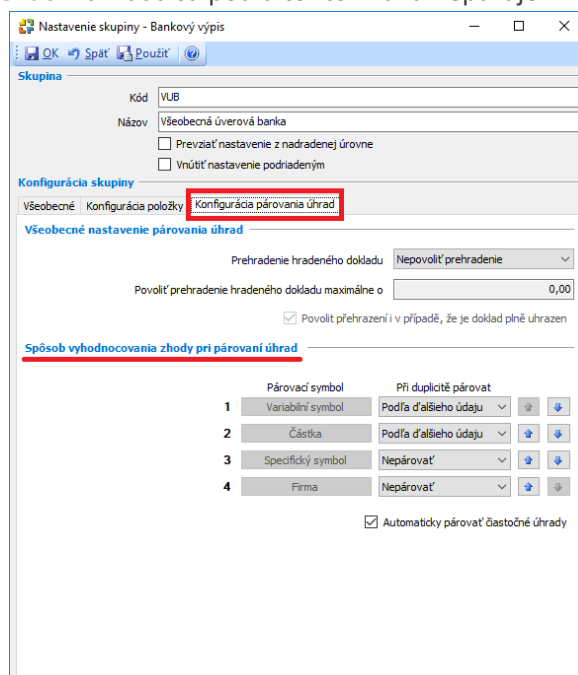 Nastavenie skupiny - Bankový výpis
OK Späť Použiť
Skupina
Kód VUB
Názov Všeobecná úverová banka
Prevziať nastavenie z nadradenej úrovne
Vnútiť nastavenie podriadeným
Konfigurácia skupiny
Všeobecné Konfigurácia položky Konfigurácia párovania úhrad
Všeobecné nastavenie párovania úhrad
Prehradenie hradeného dokladu Nepovoliť prehradenie
Povoliť prehradenie hradeného dokladu maximálne o 0,00
Povolit přehrazení i v případě, že je doklad plně uhrazen
Spôsob vyhodnocovania zhody pri párovaní úhrad
Párovací symbol Při duplicitě párovat
1 Variabilní symbol Podľa ďalšieho údaju
2 Částka Podľa ďalšieho údaju
3 Specifický symbol Nepárovať
4 Firma Nepárovať
Automaticky párovať čiastočné úhrady